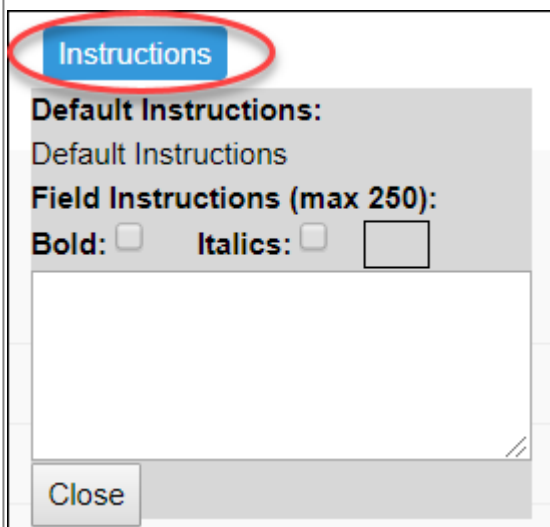 Instructions
Default Instructions:
Default Instructions
Field Instructions (max 250):
Bold: Italics:
Close